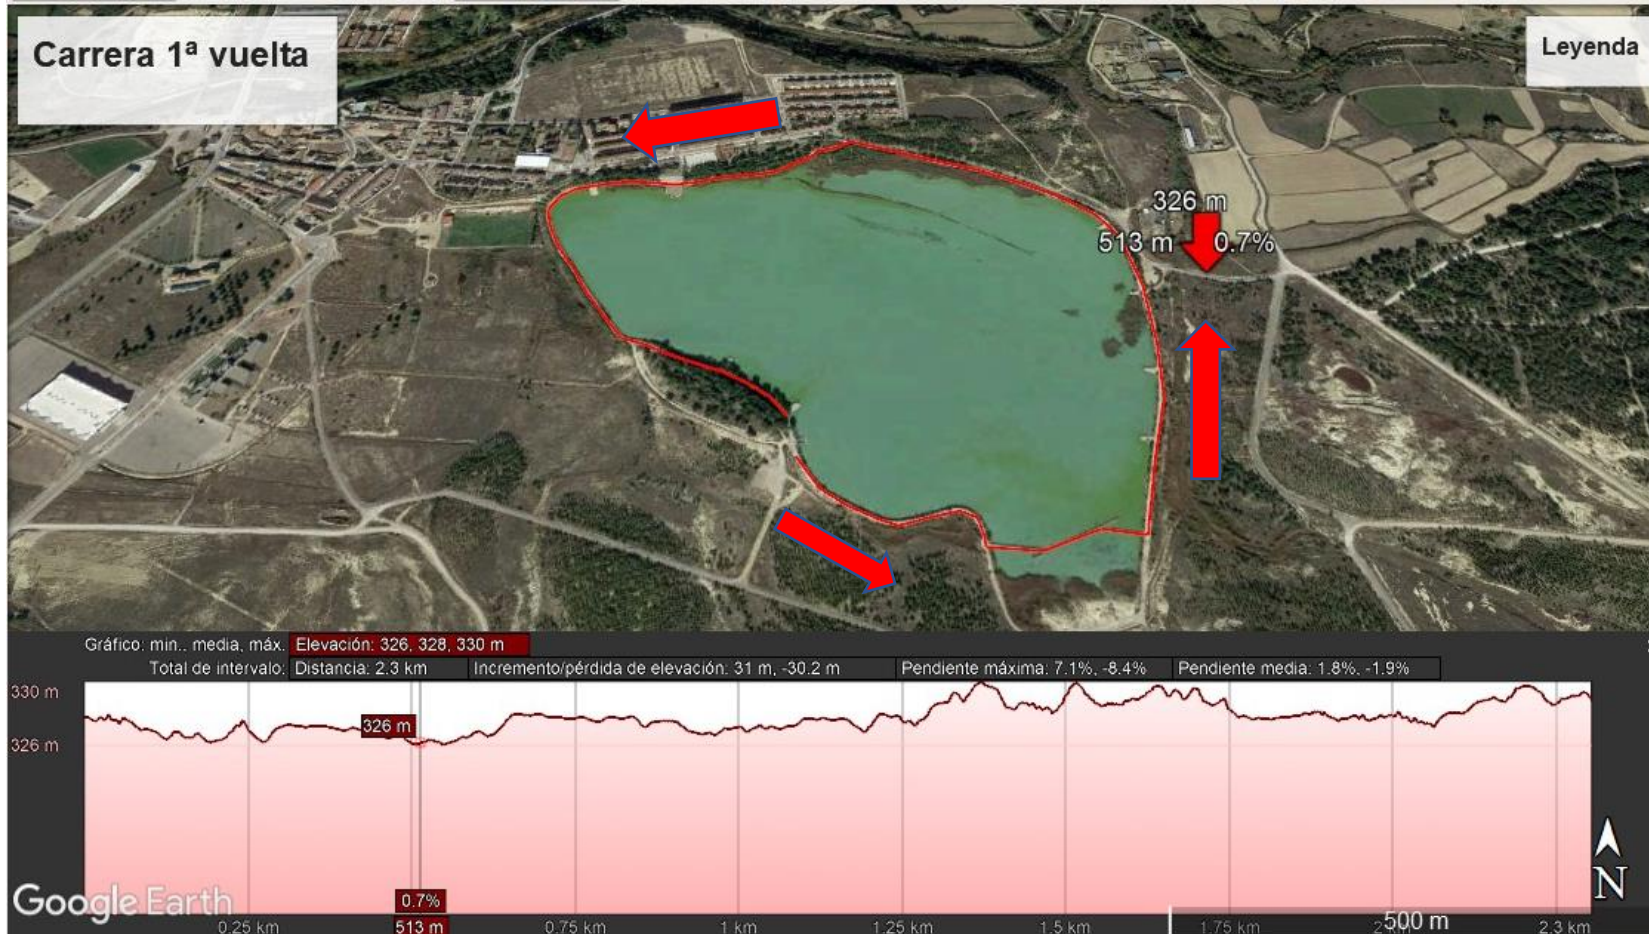 Carrera 1ª vuelta
Leyenda
326 m
513 m 0.7%
Gráfico: min.. media, máx. Elevación: 326, 328, 330 m
Total de intervalo: Distancia: 2.3 km Incremento/pérdida de elevación: 31 m, -30.2 m Pendiente máxima: 7.1%, -8.4% Pendiente media: 1.8%, -1.9%
330 m
326 m
326 m
Google Earth
0.7%
N
0.25 km 513 m 0.75 km 1 km 1.25 km 1.5 km 1.75 km 500 m 2.3 km